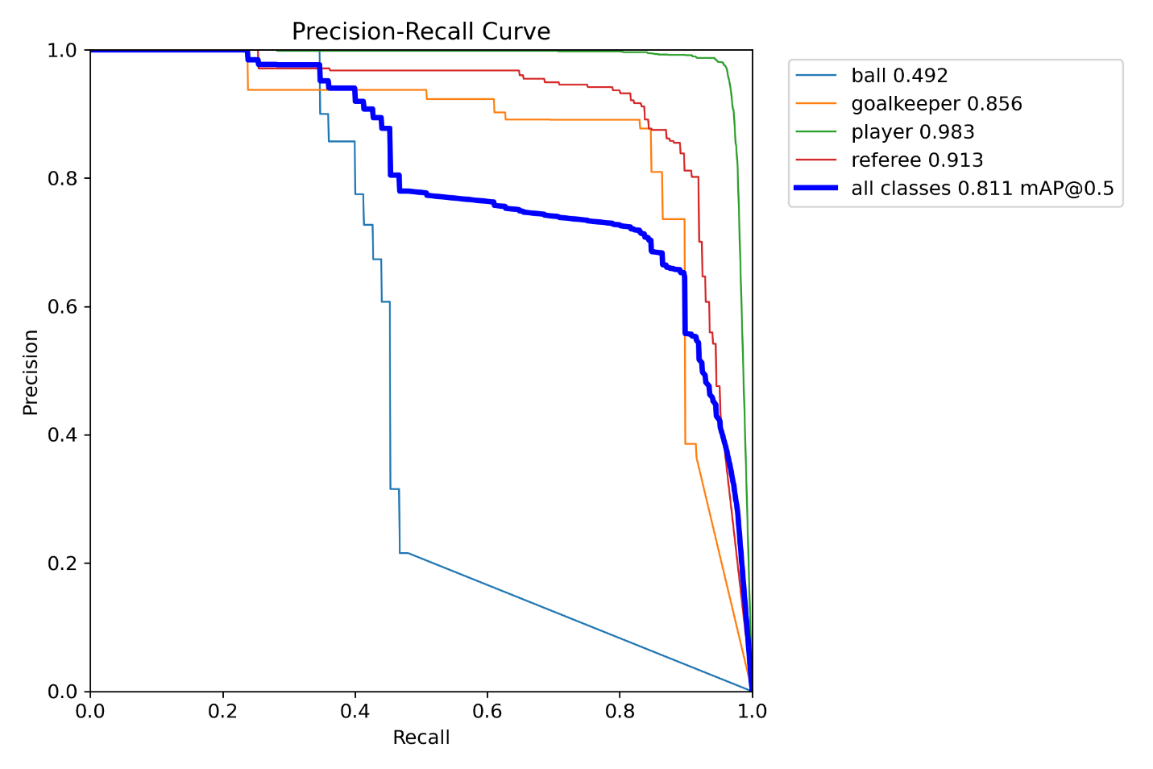 Precision-Recall Curve
1.0
0.8
0.6
0.4
0.2
0.0
Precision
0.0 0.2 0.4 0.6 0.8 1.0
Recall
ball 0.492
goalkeeper 0.856
player 0.983
referee 0.913
all classes 0.811 mAP@0.5